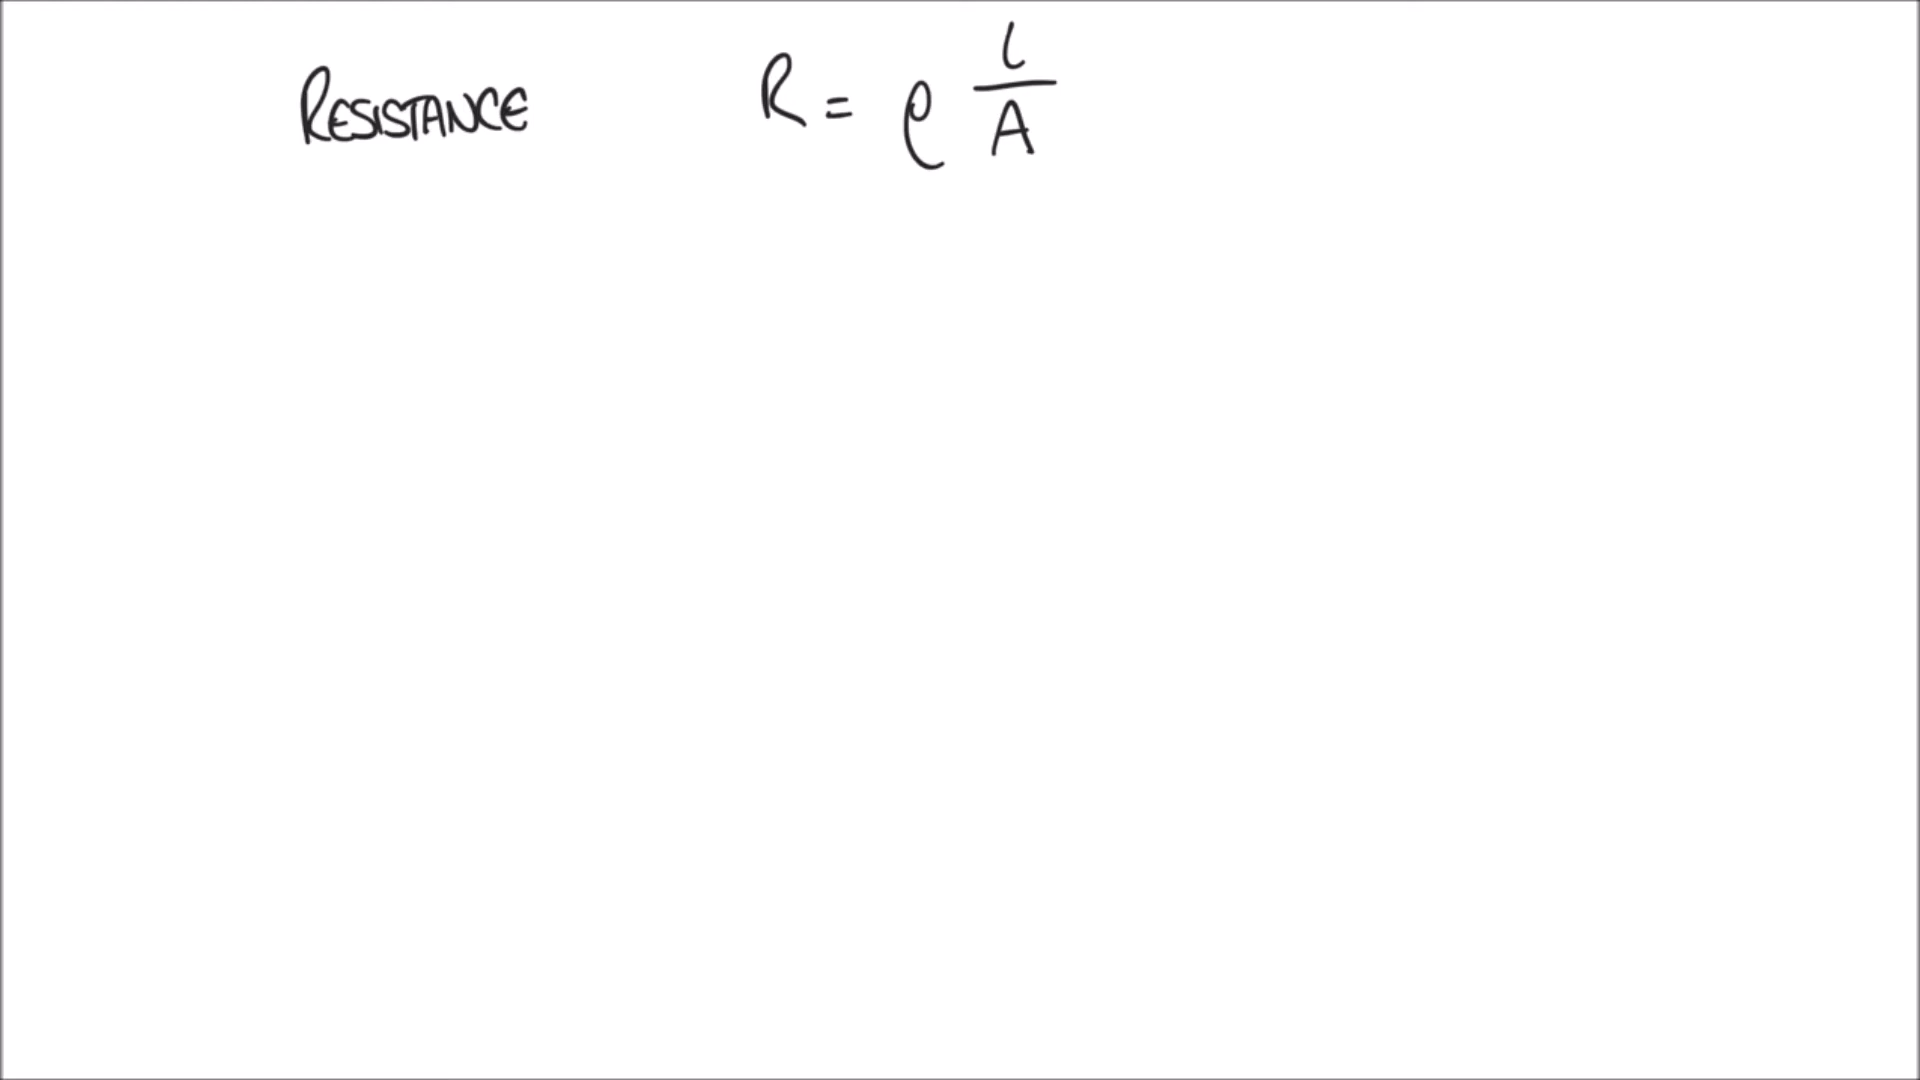 RESISTANCE R = ρ l/A